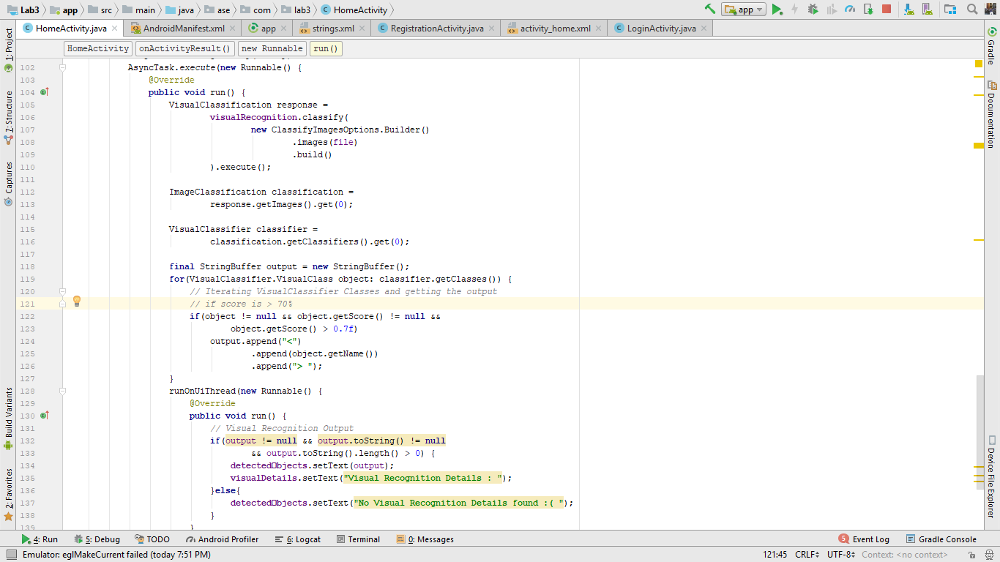 Lab3 app src main java ase com lab3 HomeActivity app
HomeActivity.java AndroidManifest.xml app strings.xml RegistrationActivity.java activity_home.xml LoginActivity.java
HomeActivity onActivityResult() new Runnable run()
102 AsyncTask.execute(new Runnable() {
103 @Override
104 public void run() {
105 VisualClassification response =
106 visualRecognition.classify(
107 new ClassifyImagesOptions.Builder()
108 .images(file)
109 .build()
110 ).execute();
111
112 ImageClassification classification =
113 response.getImages().get(0);
114
115 VisualClassifier classifier =
116 classification.getClassifiers().get(0);
117
118 final StringBuffer output = new StringBuffer();
119 for(VisualClassifier.VisualClass object: classifier.getClasses()) {
120 // Iterating VisualClassifier Classes and getting the output
121 // if score is > 70%
122 if(object != null && object.getScore() != null &&
123 object.getScore() > 0.7f)
124 output.append("<")
125 .append(object.getName())
126 .append("> ");
127 }
128 runOnUiThread(new Runnable() {
129 @Override
130 public void run() {
131 // Visual Recognition Output
132 if(output != null && output.toString() != null
133 && output.toString().length() > 0) {
134 detectedObjects.setText(output);
135 visualDetails.setText("Visual Recognition Details : ");
136 }else{
137 detectedObjects.setText("No Visual Recognition Details found :( ");
138 }
139 }
1: Project
7: Structure
Captures
Build Variants
2: Favorites
Gradle
Documentation
Device File Explorer
4: Run 5: Debug TODO Android Profiler 6: Logcat Terminal 0: Messages 5 Event Log Gradle Console
Emulator: eglMakeCurrent failed (today 7:51 PM) 121:45 CRLF UTF-8 Context: <no context>